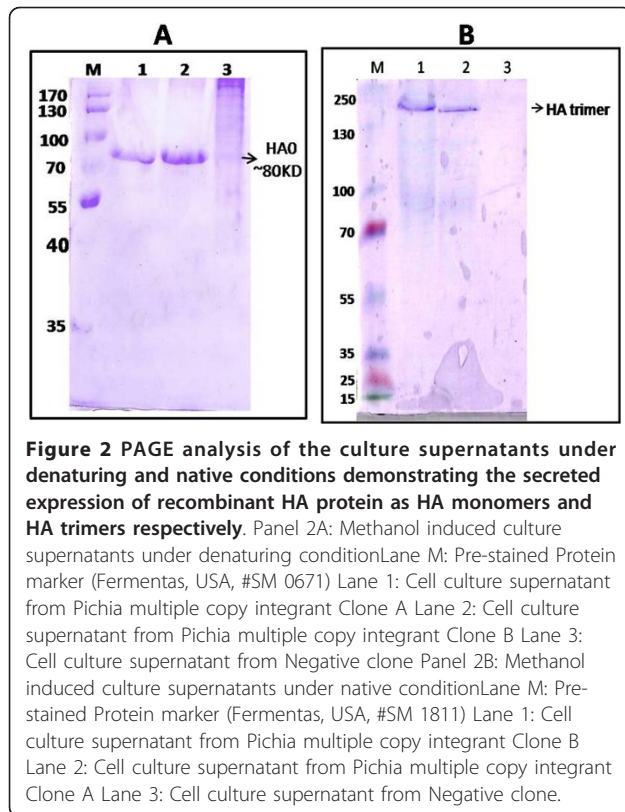 A
B
M 1 2 3
M 1 2 3
170
130
100
70
55
40
35
HA0
~80KD
250
130
100
70
55
35
25
15
HA trimer
Figure 2 PAGE analysis of the culture supernatants under
denaturing and native conditions demonstrating the secreted
expression of recombinant HA protein as HA monomers and
HA trimers respectively. Panel 2A: Methanol induced culture
supernatants under denaturing conditionLane M: Pre-stained Protein
marker (Fermentas, USA, #SM 0671) Lane 1: Cell culture supernatant
from Pichia multiple copy integrant Clone A Lane 2: Cell culture
supernatant from Pichia multiple copy integrant Clone B Lane 3:
Cell culture supernatant from Negative clone Panel 2B: Methanol
induced culture supernatants under native conditionLane M: Pre-
stained Protein marker (Fermentas, USA, #SM 1811) Lane 1: Cell
culture supernatant from Pichia multiple copy integrant Clone B
Lane 2: Cell culture supernatant from Pichia multiple copy integrant
Clone A Lane 3: Cell culture supernatant from Negative clone.